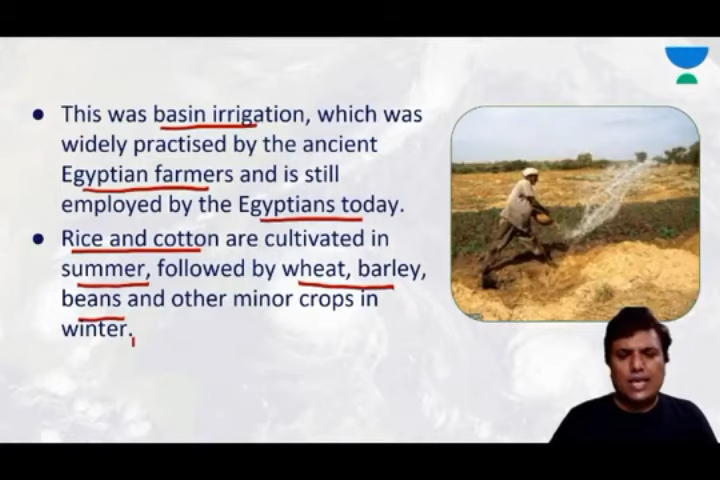 ● This was basin irrigation, which was
widely practised by the ancient
Egyptian farmers and is still
employed by the Egyptians today.
● Rice and cotton are cultivated in
summer, followed by wheat, barley,
beans and other minor crops in
winter.